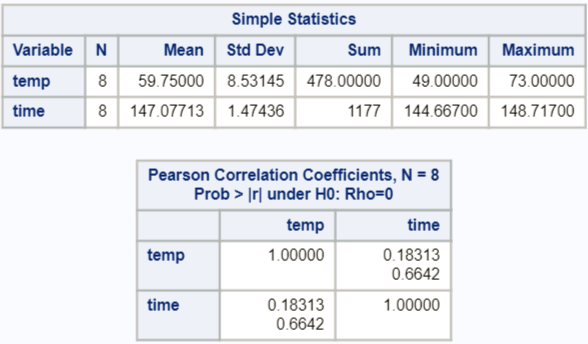 Simple Statistics
Variable N Mean Std Dev Sum Minimum Maximum
temp 8 59.75000 8.53145 478.00000 49.00000 73.00000
time 8 147.07713 1.47436 1177 144.66700 148.71700
Pearson Correlation Coefficients, N = 8
Prob > |r| under H0: Rho=0
temp time
temp 1.00000 0.18313
0.6642
time 0.18313 1.00000
0.6642